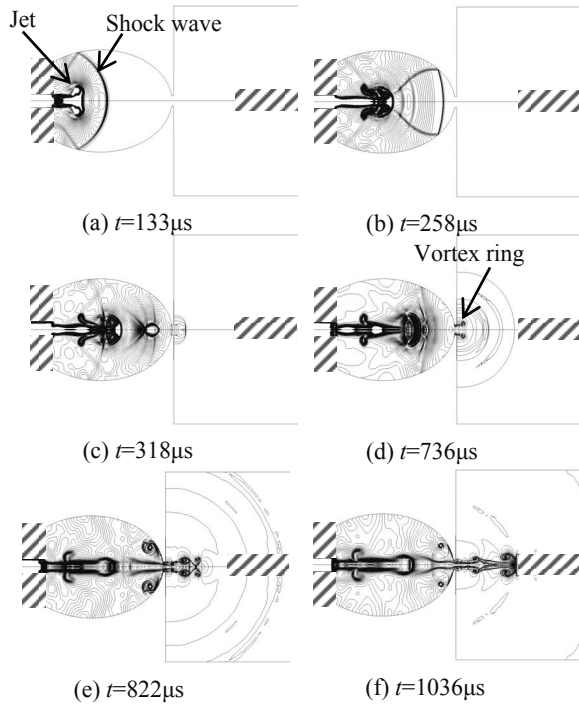 Jet
Shock wave
(a) t=133μs
(b) t=258μs
Vortex ring
(c) t=318μs
(d) t=736μs
(e) t=822μs
(f) t=1036μs